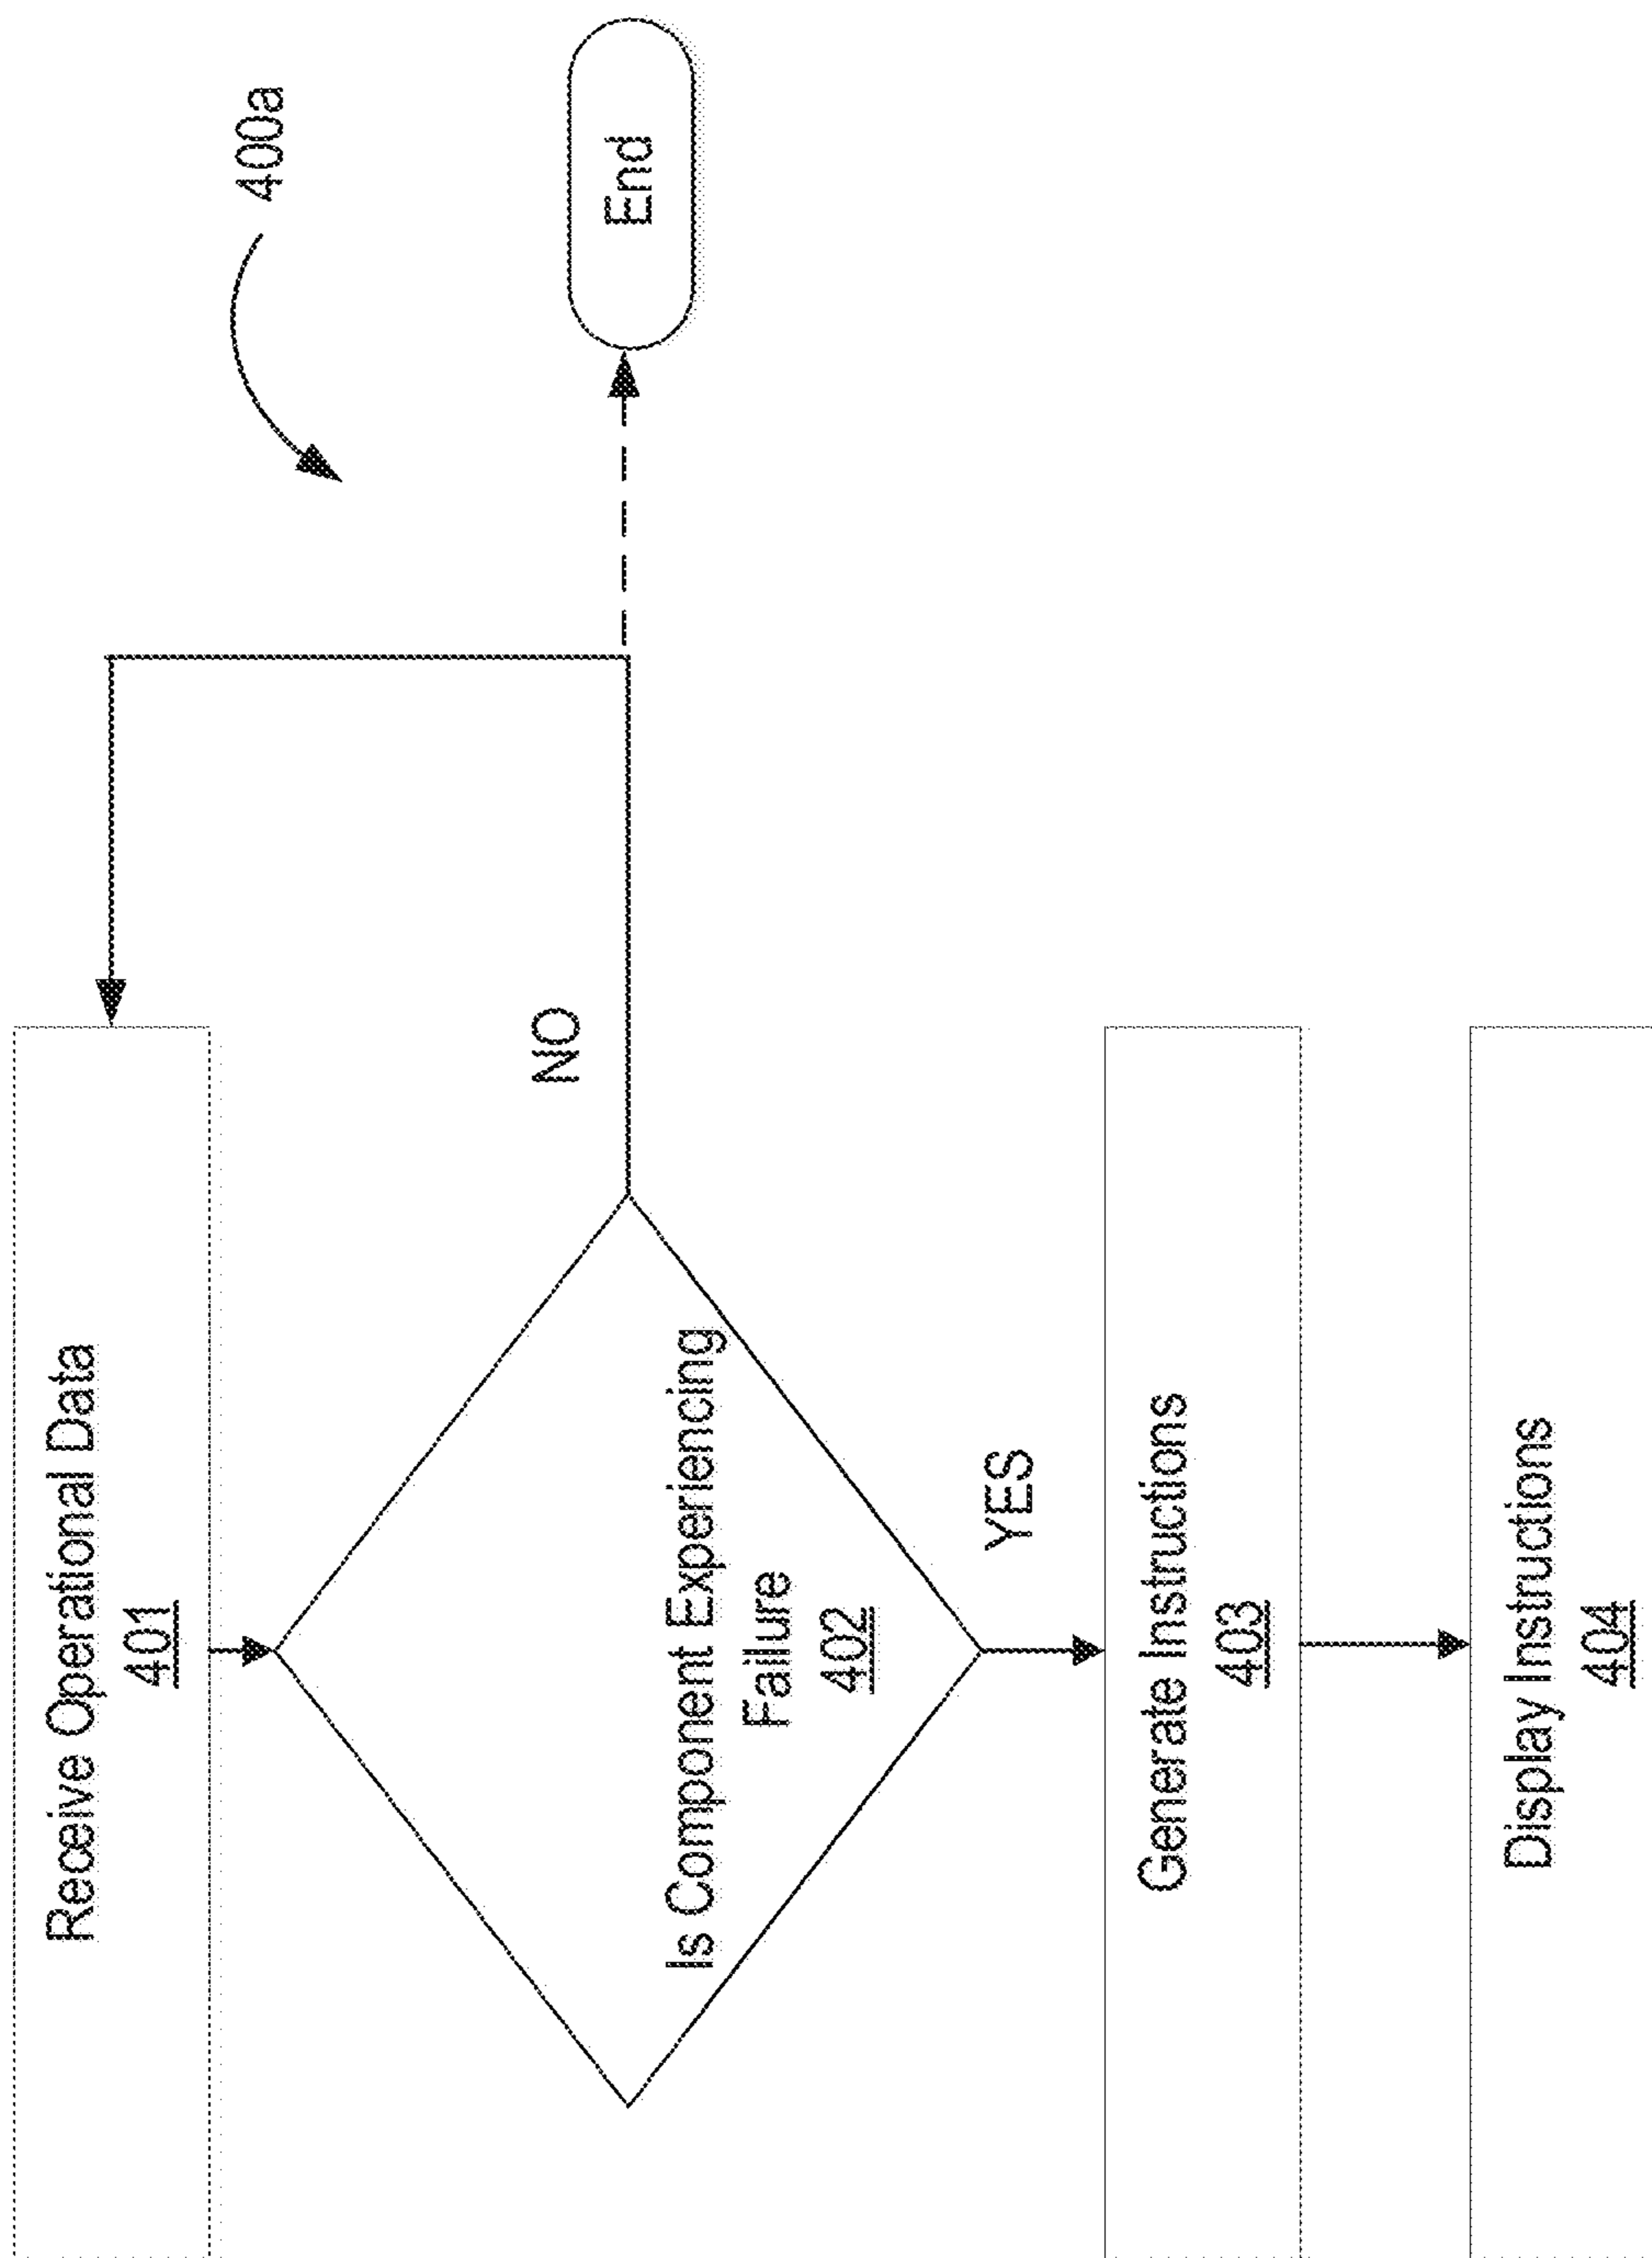 400a
Receive Operational Data
401
Is Component Experiencing
Failure
402
NO
End
YES
Generate Instructions
403
Display Instructions
404